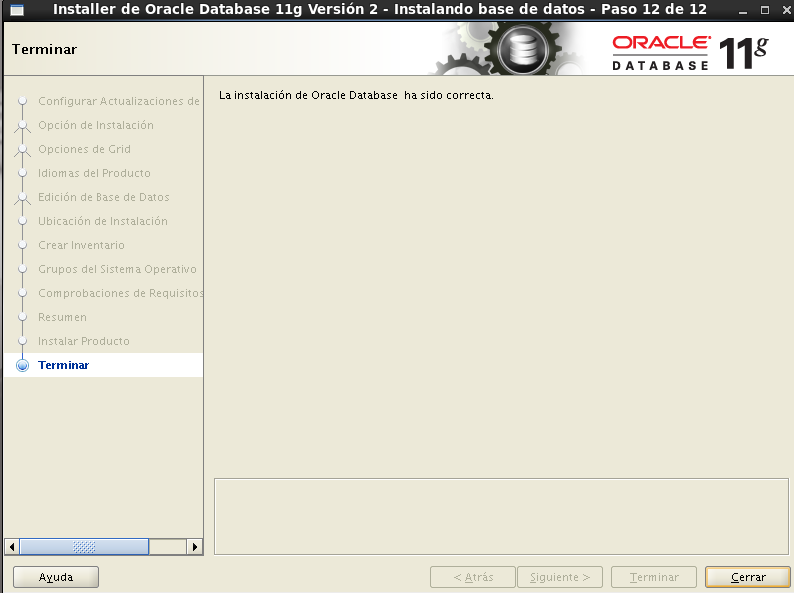 Installer de Oracle Database 11g Versión 2 - Instalando base de datos - Paso 12 de 12
Terminar
ORACLE
DATABASE
11g
Configurar Actualizaciones de
Opción de Instalación
Opciones de Grid
Idiomas del Producto
Edición de Base de Datos
Ubicación de Instalación
Crear Inventario
Grupos del Sistema Operativo
Comprobaciones de Requisitos
Resumen
Instalar Producto
Terminar
La instalación de Oracle Database ha sido correcta.
Ayuda
< Atrás
Siguiente >
Terminar
Cerrar